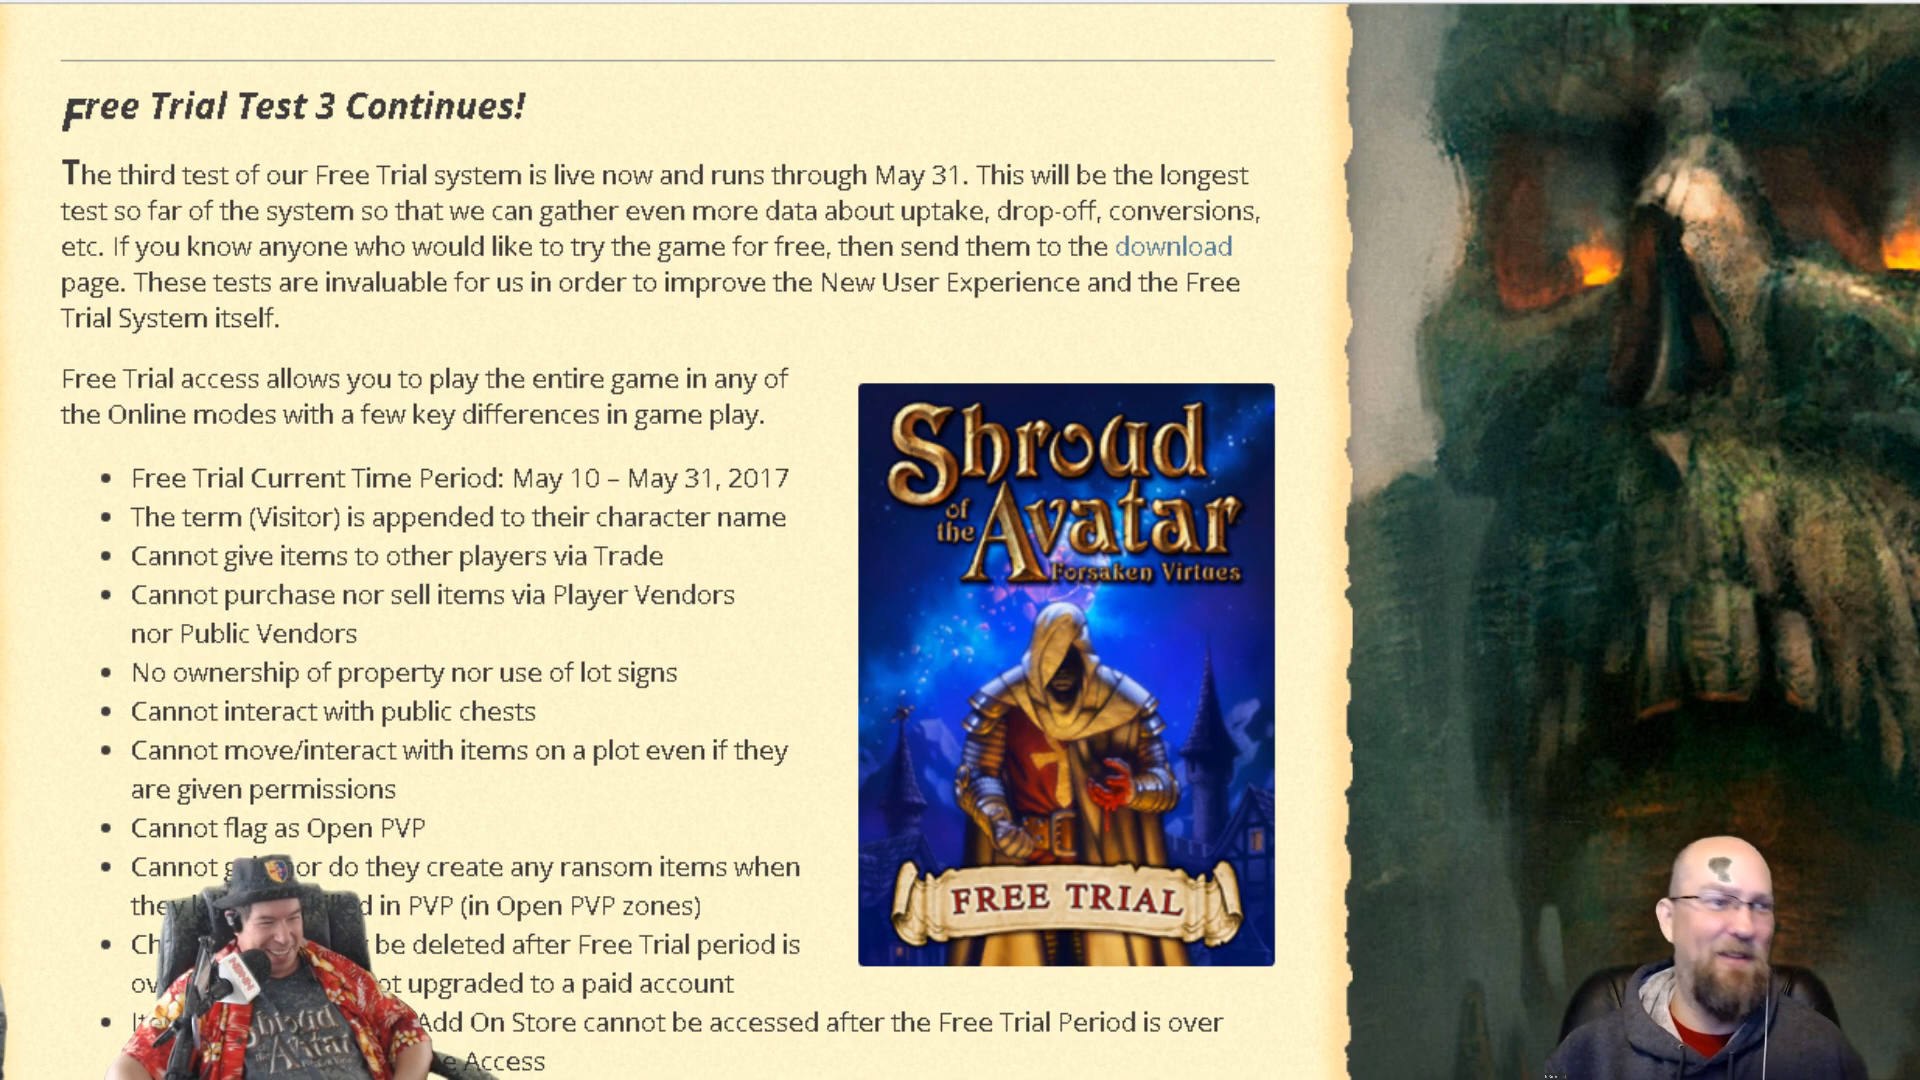 Free Trial Test 3 Continues!
The third test of our Free Trial system is live now and runs through May 31. This will be the longest
test so far of the system so that we can gather even more data about uptake, drop-off, conversions,
etc. If you know anyone who would like to try the game for free, then send them to the download
page. These tests are invaluable for us in order to improve the New User Experience and the Free
Trial System itself.
Free Trial access allows you to play the entire game in any of
the Online modes with a few key differences in game play.
• Free Trial Current Time Period: May 10 – May 31, 2017
• The term (Visitor) is appended to their character name
• Cannot give items to other players via Trade
• Cannot purchase nor sell items via Player Vendors
nor Public Vendors
• No ownership of property nor use of lot signs
• Cannot interact with public chests
• Cannot move/interact with items on a plot even if they
are given permissions
• Cannot flag as Open PVP
• Cannot do they create any ransom items when
they in PVP (in Open PVP zones)
• be deleted after Free Trial period is
upgraded to a paid account
• Add On Store cannot be accessed after the Free Trial Period is over
Access
Shroud
of
the Avatar
Forsaken Virtues
FREE TRIAL
Shroud
of the Avatar